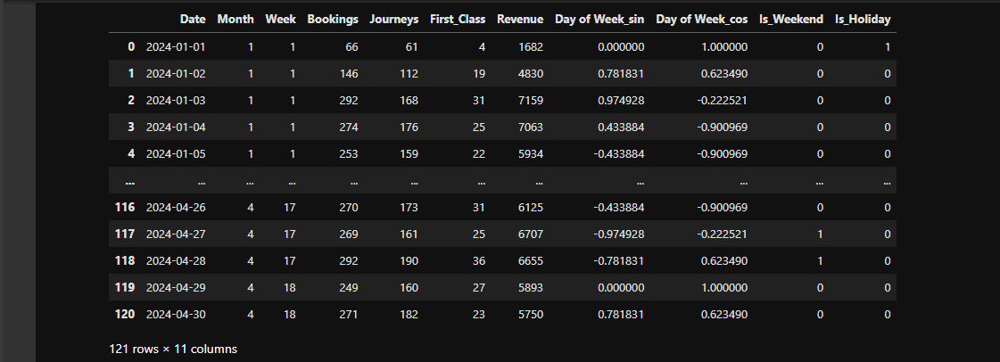 Date Month Week Bookings Journeys First_Class Revenue Day of Week_sin Day of Week_cos Is_Weekend Is_Holiday
0 2024-01-01 1 1 66 61 4 1682 0.000000 1.000000 0 1
1 2024-01-02 1 1 146 112 19 4830 0.781831 0.623490 0 0
2 2024-01-03 1 1 292 168 31 7159 0.974928 -0.222521 0 0
3 2024-01-04 1 1 274 176 25 7063 0.433884 -0.900969 0 0
4 2024-01-05 1 1 253 159 22 5934 -0.433884 -0.900969 0 0
... ... ... ... ... ... ... ... ... ... ... ...
116 2024-04-26 4 17 270 173 31 6125 -0.433884 -0.900969 0 0
117 2024-04-27 4 17 269 161 25 6707 -0.974928 -0.222521 1 0
118 2024-04-28 4 17 292 190 36 6655 -0.781831 0.623490 1 0
119 2024-04-29 4 18 249 160 27 5893 0.000000 1.000000 0 0
120 2024-04-30 4 18 271 182 23 5750 0.781831 0.623490 0 0
121 rows × 11 columns